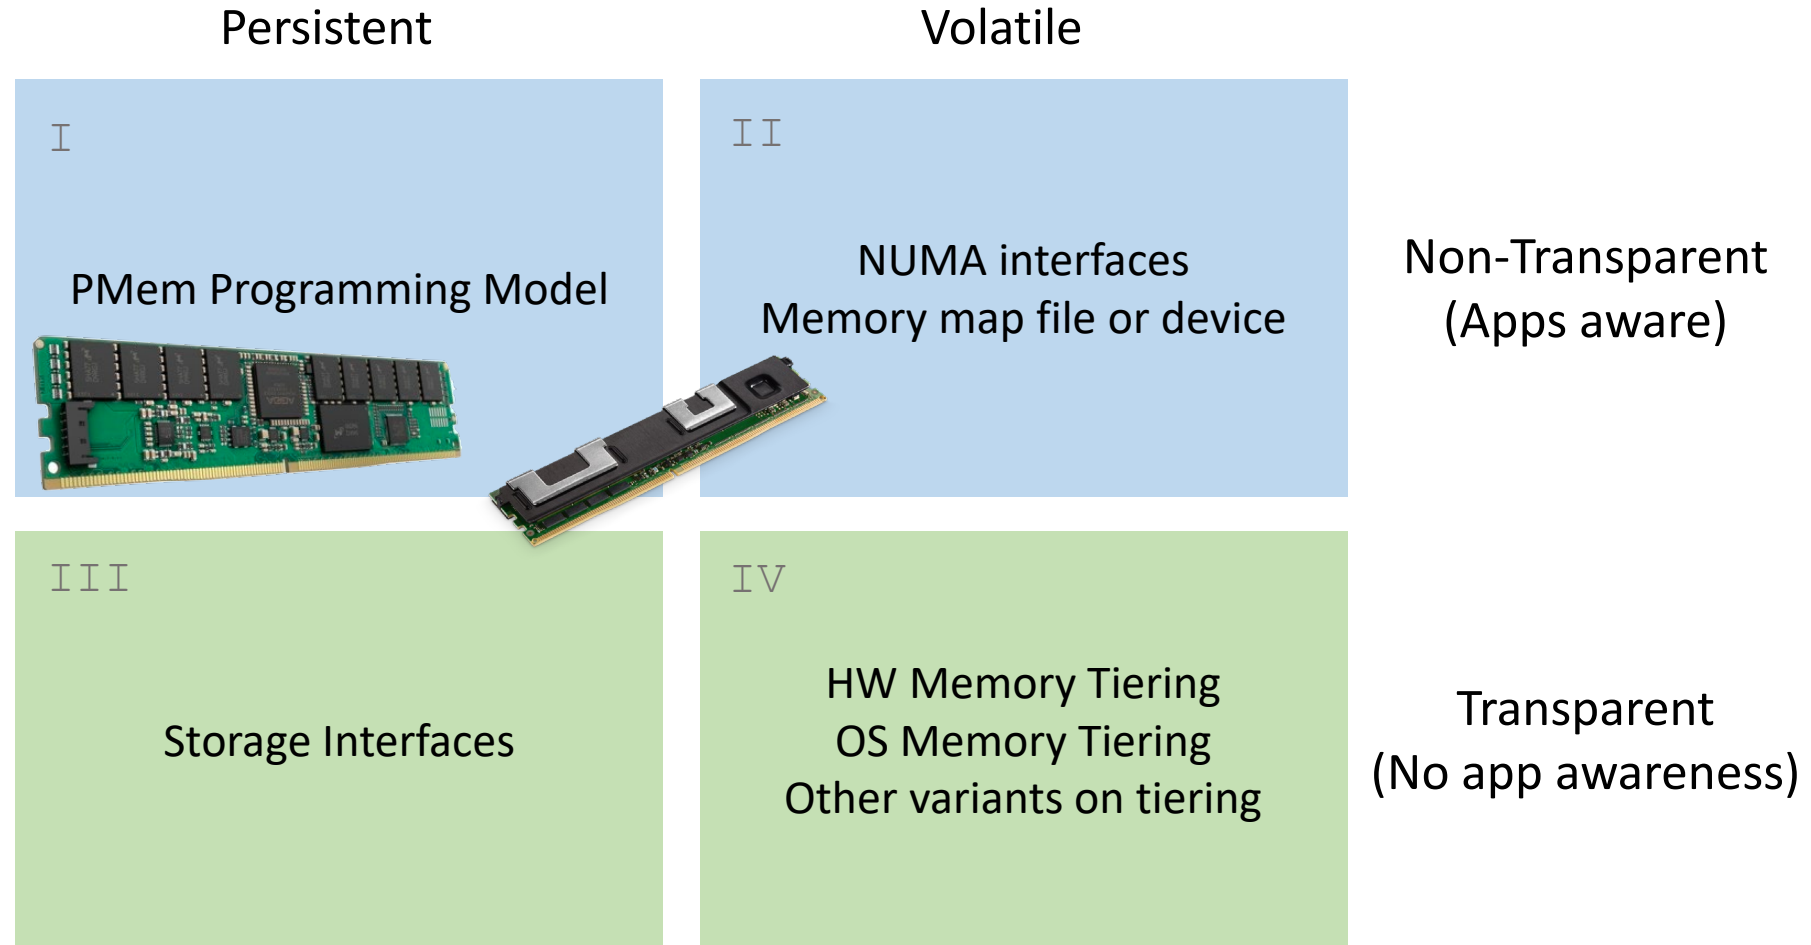 Persistent
Volatile
I
II
PMem Programming Model
NUMA interfaces
Memory map file or device
Non-Transparent
(Apps aware)
III
IV
Storage Interfaces
HW Memory Tiering
OS Memory Tiering
Other variants on tiering
Transparent
(No app awareness)